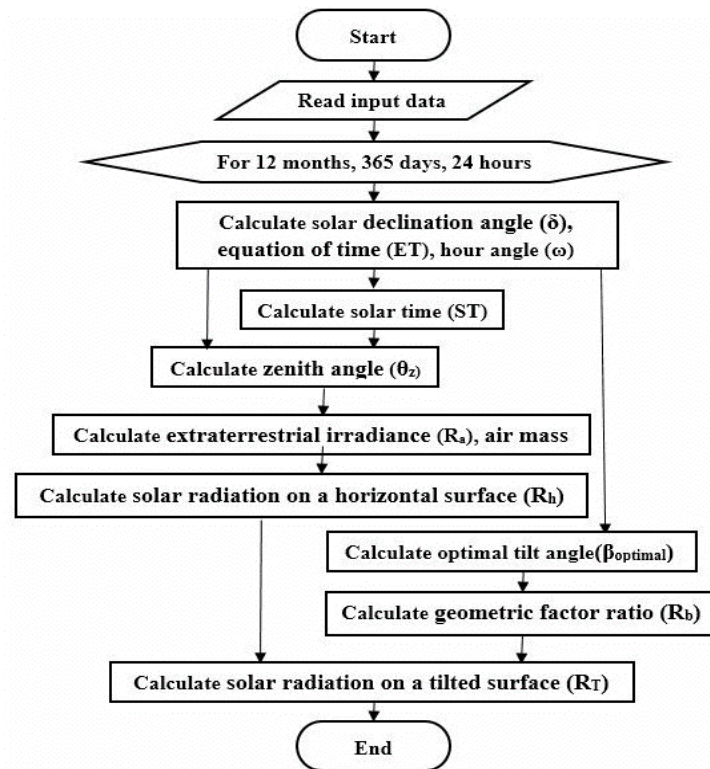 Start
Read input data
For 12 months, 365 days, 24 hours
Calculate solar declination angle (δ),
equation of time (ET), hour angle (ω)
Calculate solar time (ST)
Calculate zenith angle (θz)
Calculate extraterrestrial irradiance (Ra), air mass
Calculate solar radiation on a horizontal surface (Rh)
Calculate optimal tilt angle(βoptimal)
Calculate geometric factor ratio (Rb)
Calculate solar radiation on a tilted surface (RT)
End